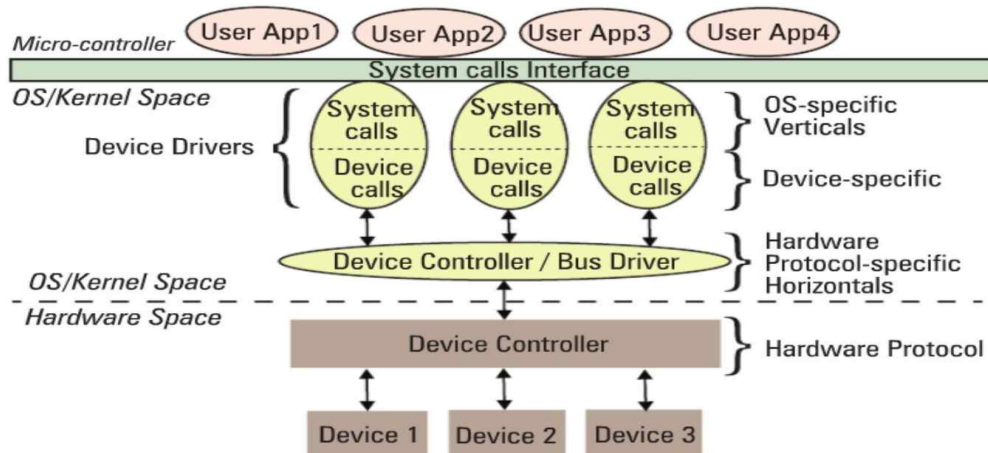 User App1
User App2
User App3
User App4
Micro-controller
System calls Interface
OS/Kernel Space
Device Drivers
System
calls
Device
calls
System
calls
Device
calls
System
calls
Device
calls
OS-specific
Verticals
Device-specific
Device Controller / Bus Driver
Hardware
Protocol-specific
Horizontals
OS/Kernel Space
Hardware Space
Device Controller
Hardware Protocol
Device 1
Device 2
Device 3